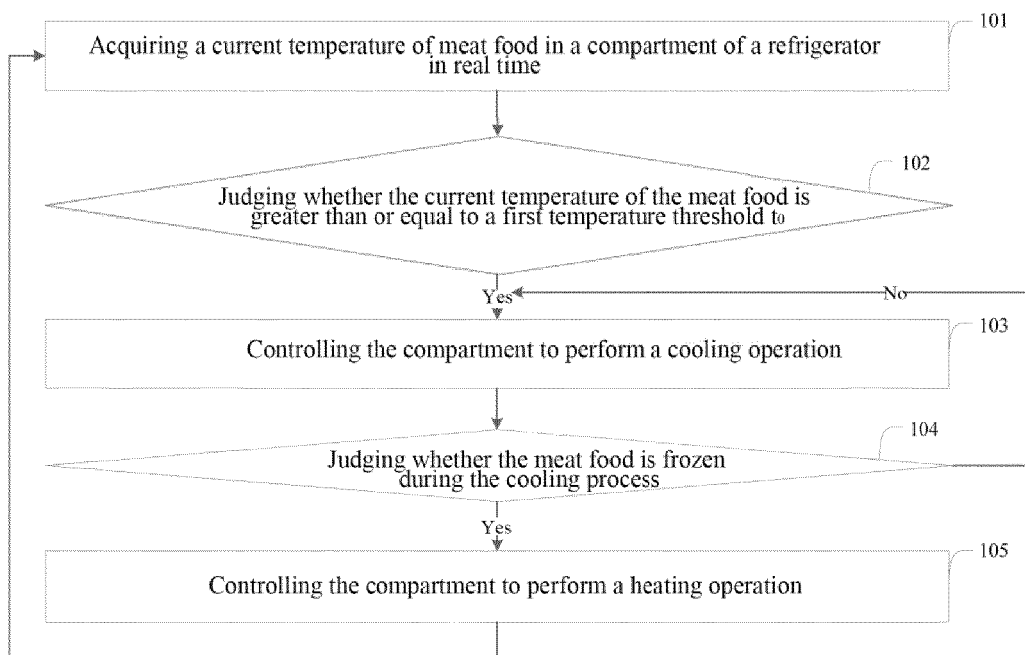 101
Acquiring a current temperature of meat food in a compartment of a refrigerator
in real time
102
Judging whether the current temperature of the meat food is
greater than or equal to a first temperature threshold t0
Yes
No
103
Controlling the compartment to perform a cooling operation
104
Judging whether the meat food is frozen
during the cooling process
Yes
105
Controlling the compartment to perform a heating operation